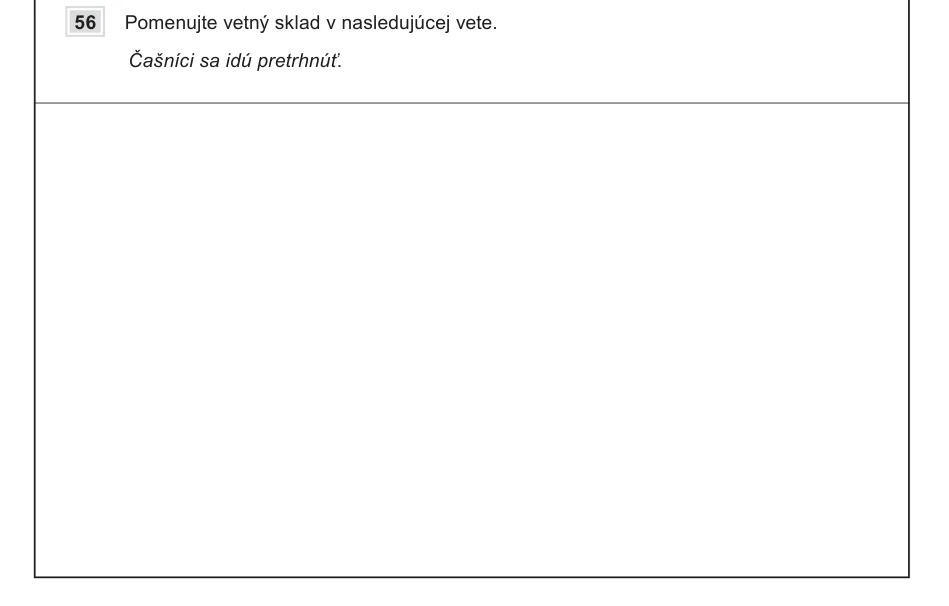 56 Pomenujte vetný sklad v nasledujúcej vete.
Čašníci sa idú pretrhnúť.